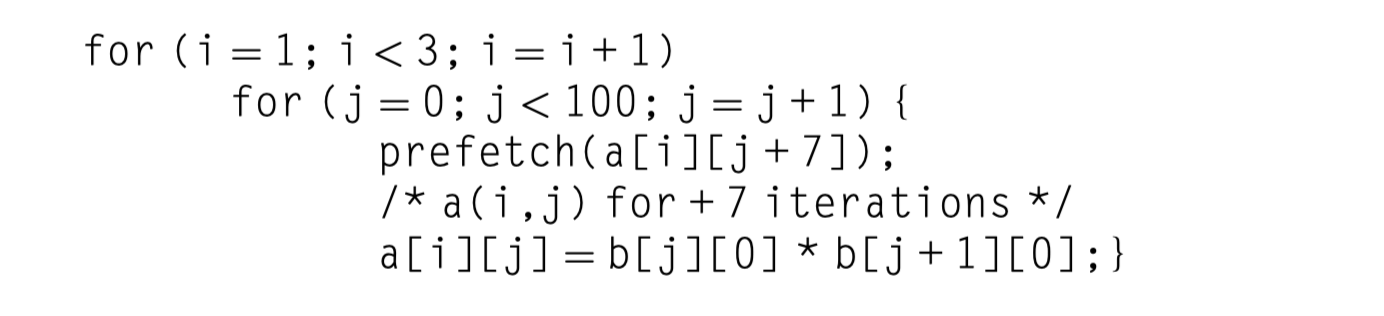 for (i = 1; i < 3; i = i + 1)
for (j = 0; j < 100; j = j + 1) {
prefetch(a[i][j + 7]);
/* a(i,j) for + 7 iterations */
a[i][j] = b[j][0] * b[j + 1][0];}